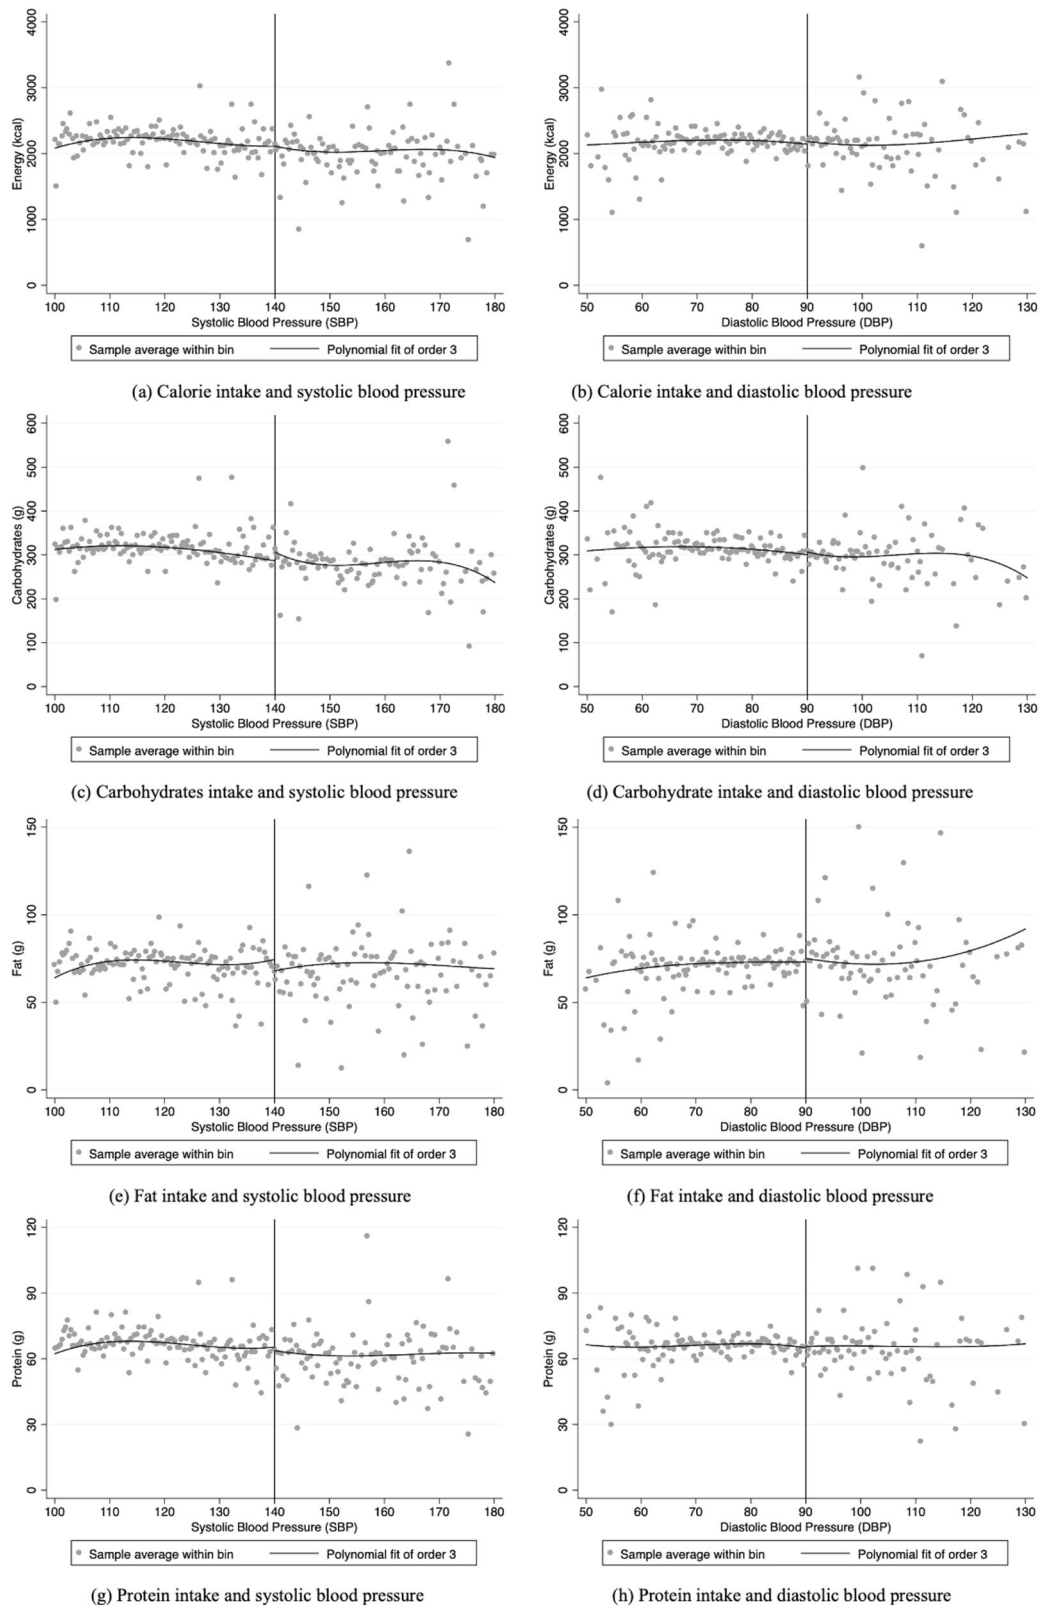 4000
3000
2000
1000
0
Energy (kcal)
100 110 120 130 140 150 160 170 180
Systolic Blood Pressure (SBP)
Sample average within bin Polynomial fit of order 3
(a) Calorie intake and systolic blood pressure
4000
3000
2000
1000
0
Energy (kcal)
50 60 70 80 90 100 110 120 130
Diastolic Blood Pressure (DBP)
Sample average within bin Polynomial fit of order 3
(b) Calorie intake and diastolic blood pressure
600
500
400
300
200
100
0
Carbohydrates (g)
100 110 120 130 140 150 160 170 180
Systolic Blood Pressure (SBP)
Sample average within bin Polynomial fit of order 3
(c) Carbohydrates intake and systolic blood pressure
600
500
400
300
200
100
0
Carbohydrates (g)
50 60 70 80 90 100 110 120 130
Diastolic Blood Pressure (DBP)
Sample average within bin Polynomial fit of order 3
(d) Carbohydrate intake and diastolic blood pressure
150
100
50
0
Fat (g)
100 110 120 130 140 150 160 170 180
Systolic Blood Pressure (SBP)
Sample average within bin Polynomial fit of order 3
(e) Fat intake and systolic blood pressure
150
100
50
0
Fat (g)
50 60 70 80 90 100 110 120 130
Diastolic Blood Pressure (DBP)
Sample average within bin Polynomial fit of order 3
(f) Fat intake and diastolic blood pressure
120
90
60
30
0
Protein (g)
100 110 120 130 140 150 160 170 180
Systolic Blood Pressure (SBP)
Sample average within bin Polynomial fit of order 3
(g) Protein intake and systolic blood pressure
120
90
60
30
0
Protein (g)
50 60 70 80 90 100 110 120 130
Diastolic Blood Pressure (DBP)
Sample average within bin Polynomial fit of order 3
(h) Protein intake and diastolic blood pressure